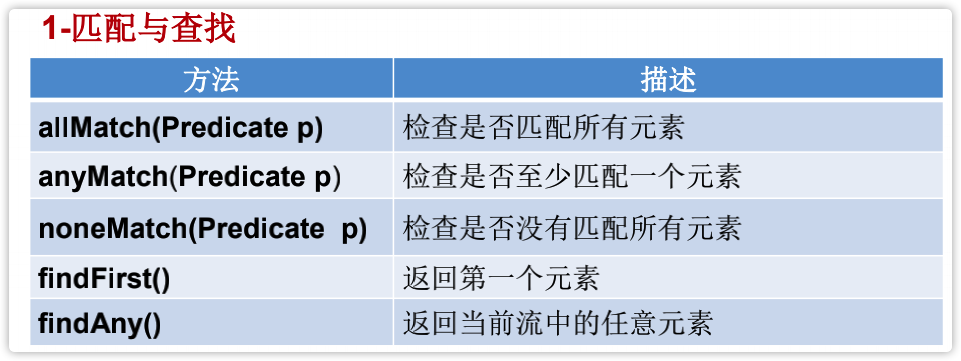 1-匹配与查找
方法 描述
allMatch(Predicate p) 检查是否匹配所有元素
anyMatch(Predicate p) 检查是否至少匹配一个元素
noneMatch(Predicate  p) 检查是否没有匹配所有元素
findFirst() 返回第一个元素
findAny() 返回当前流中的任意元素